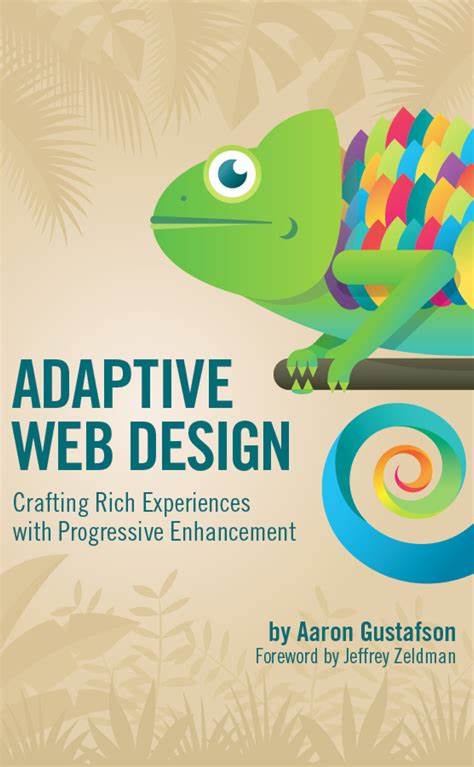 ADAPTIVE
WEB DESIGN
Crafting Rich Experiences
with Progressive Enhancement
by Aaron Gustafson
Foreword by Jeffrey Zeldman